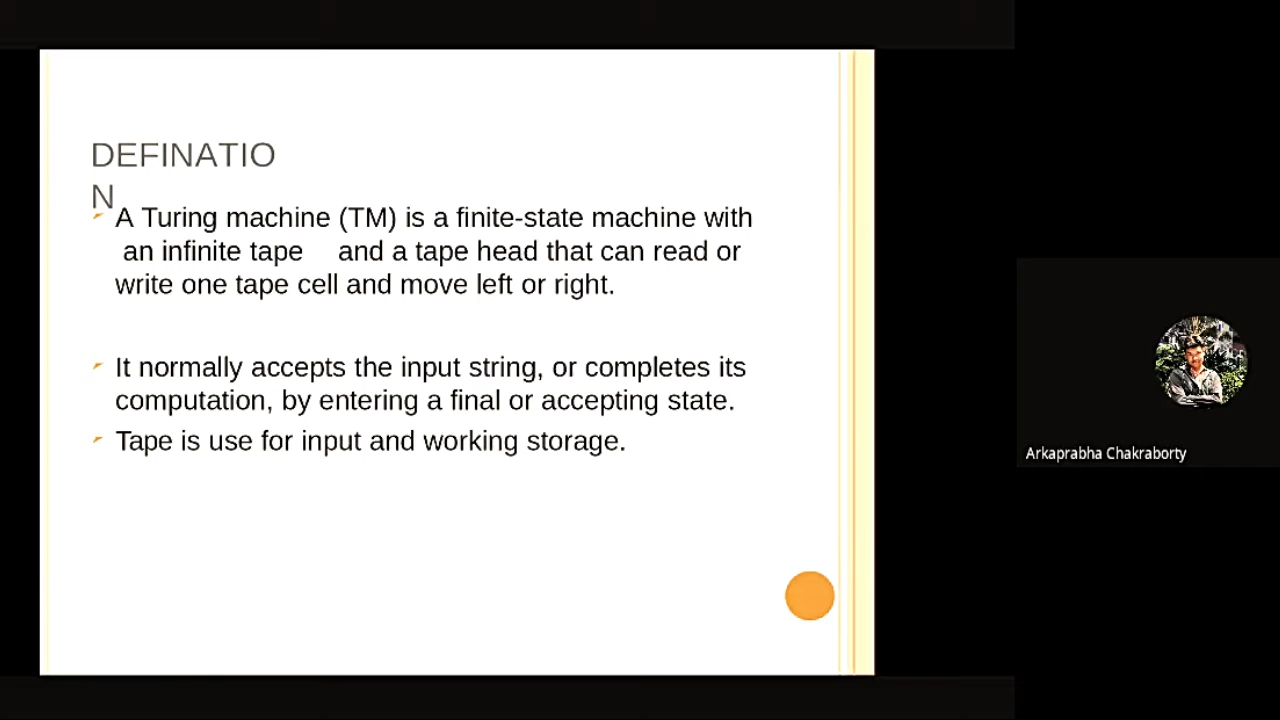 DEFINATIO
N
A Turing machine (TM) is a finite-state machine with
an infinite tape and a tape head that can read or
write one tape cell and move left or right.
It normally accepts the input string, or completes its
computation, by entering a final or accepting state.
Tape is use for input and working storage.
Arkaprabha Chakraborty